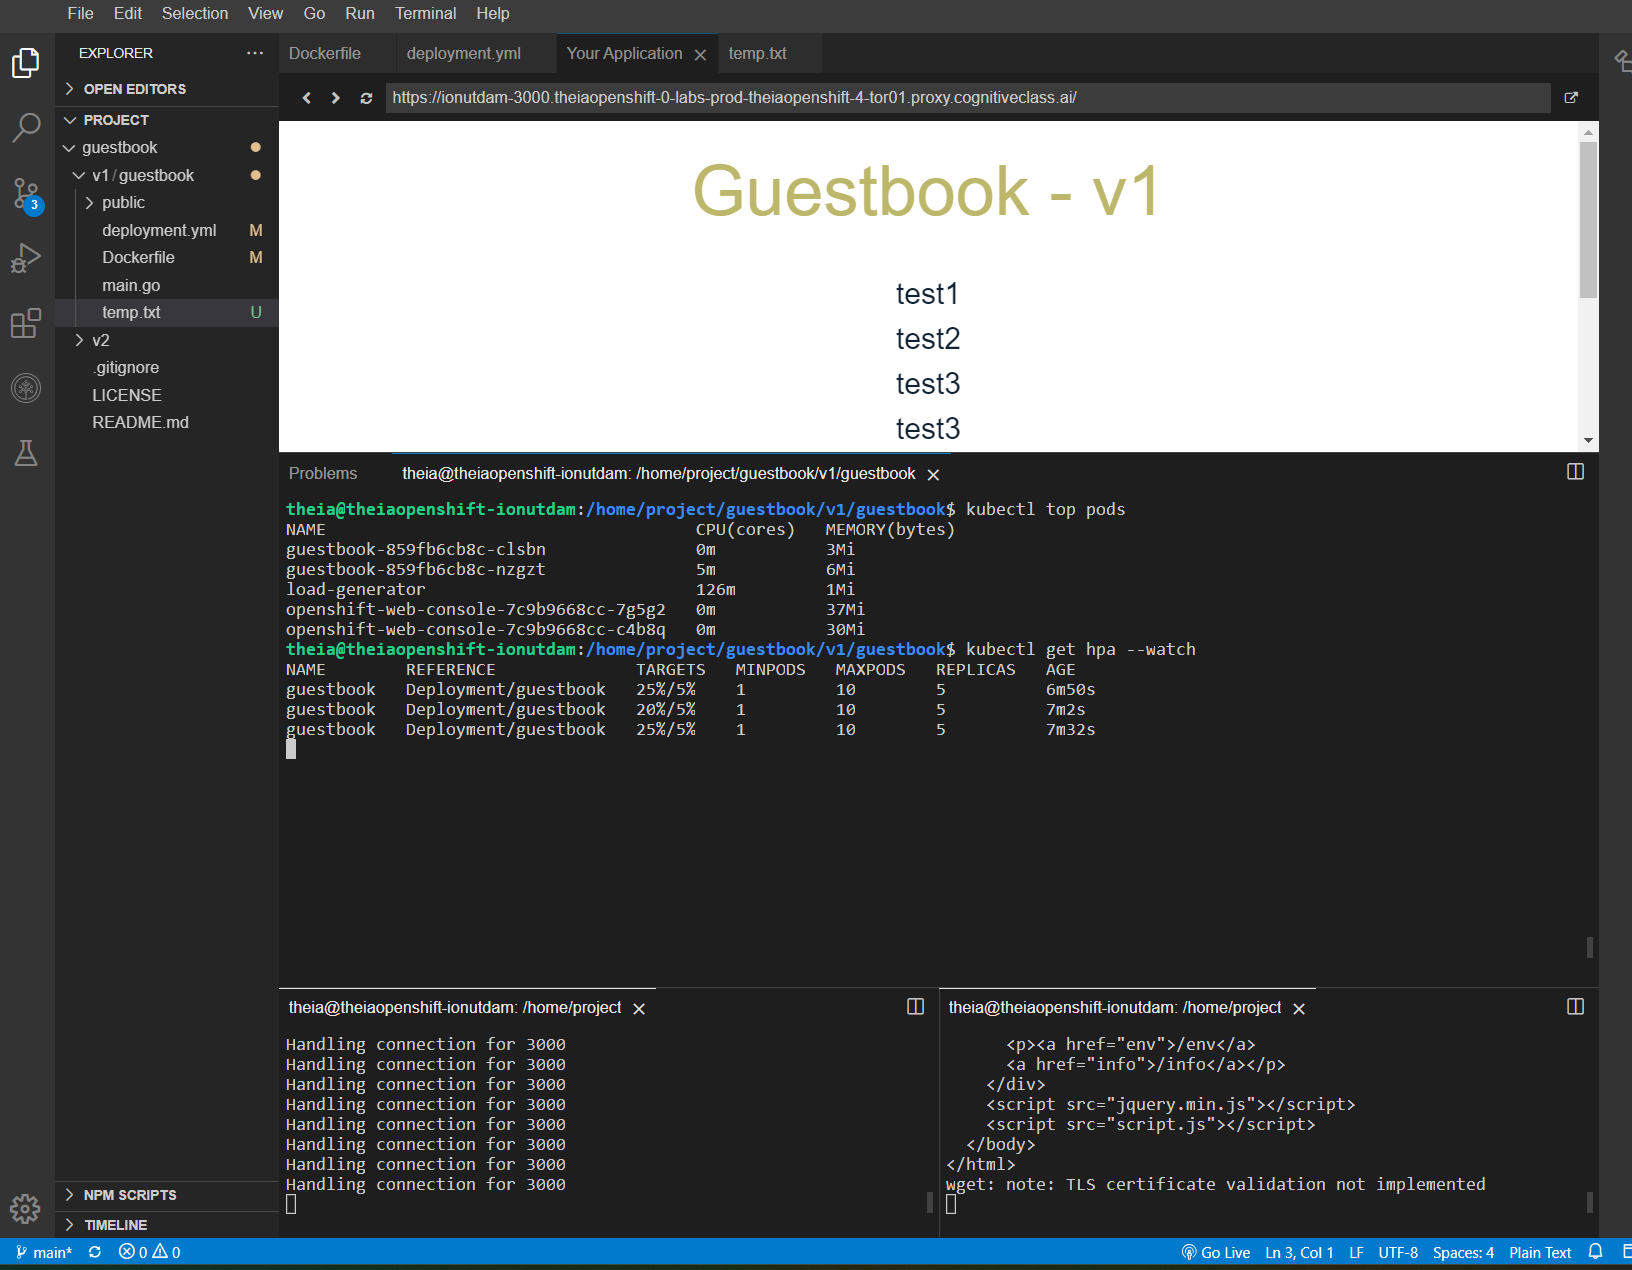 File Edit Selection View Go Run Terminal Help
EXPLORER
OPEN EDITORS
PROJECT
guestbook
v1 / guestbook
public
deployment.yml M
Dockerfile M
main.go
temp.txt U
v2
.gitignore
LICENSE
README.md
3
NPM SCRIPTS
TIMELINE
Dockerfile deployment.yml Your Application temp.txt
https://ionutdam-3000.theiaopenshift-0-labs-prod-theiaopenshift-4-tor01.proxy.cognitiveclass.ai/
Guestbook - v1
test1
test2
test3
test3
Problems theia@theiaopenshift-ionutdam: /home/project/guestbook/v1/guestbook
theia@theiaopenshift-ionutdam:/home/project/guestbook/v1/guestbook$ kubectl top pods
NAME CPU(cores) MEMORY(bytes)
guestbook-859fb6cb8c-clsbn 0m 3Mi
guestbook-859fb6cb8c-nzgzt 5m 6Mi
load-generator 126m 1Mi
openshift-web-console-7c9b9668cc-7g5g2 0m 37Mi
openshift-web-console-7c9b9668cc-c4b8q 0m 30Mi
theia@theiaopenshift-ionutdam:/home/project/guestbook/v1/guestbook$ kubectl get hpa --watch
NAME REFERENCE TARGETS MINPODS MAXPODS REPLICAS AGE
guestbook Deployment/guestbook 25%/5% 1 10 5 6m50s
guestbook Deployment/guestbook 20%/5% 1 10 5 7m2s
guestbook Deployment/guestbook 25%/5% 1 10 5 7m32s
theia@theiaopenshift-ionutdam: /home/project
Handling connection for 3000
Handling connection for 3000
Handling connection for 3000
Handling connection for 3000
Handling connection for 3000
Handling connection for 3000
Handling connection for 3000
Handling connection for 3000
theia@theiaopenshift-ionutdam: /home/project
<p><a href="env">/env</a>
<a href="info">/info</a></p>
</div>
<script src="jquery.min.js"></script>
<script src="script.js"></script>
</body>
</html>
wget: note: TLS certificate validation not implemented
main* 0 0 Go Live Ln 3, Col 1 LF UTF-8 Spaces: 4 Plain Text